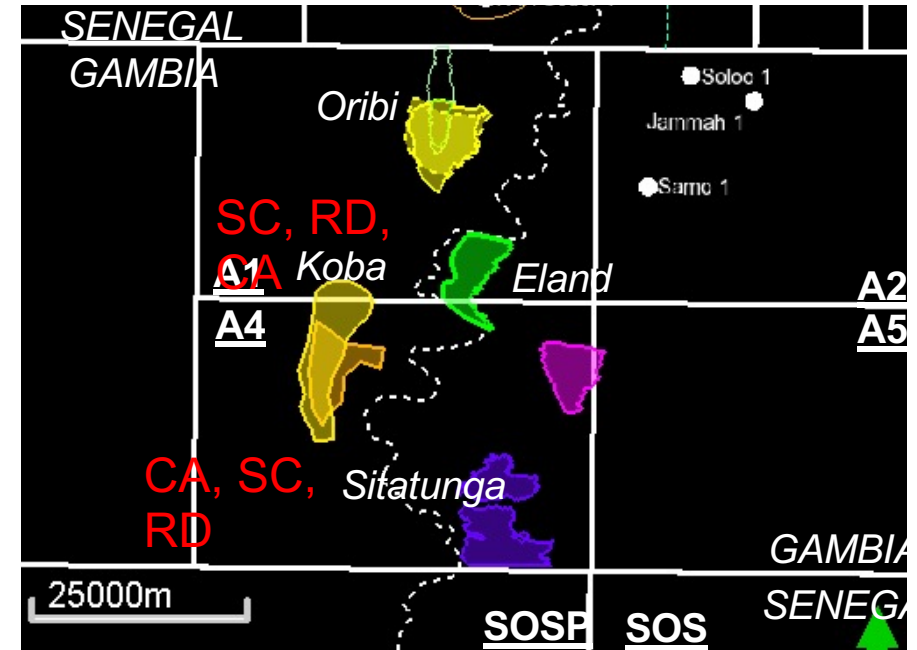 SENEGAL
GAMBIA
Oribi
Soloo 1
Jammah 1
Samo 1
SC, RD,
CA
A1
Koba
Eland
A2
A4
A5
CA, SC,
RD
Sitatunga
GAMBIA
25000m
SENEGA
SOSP
SOS